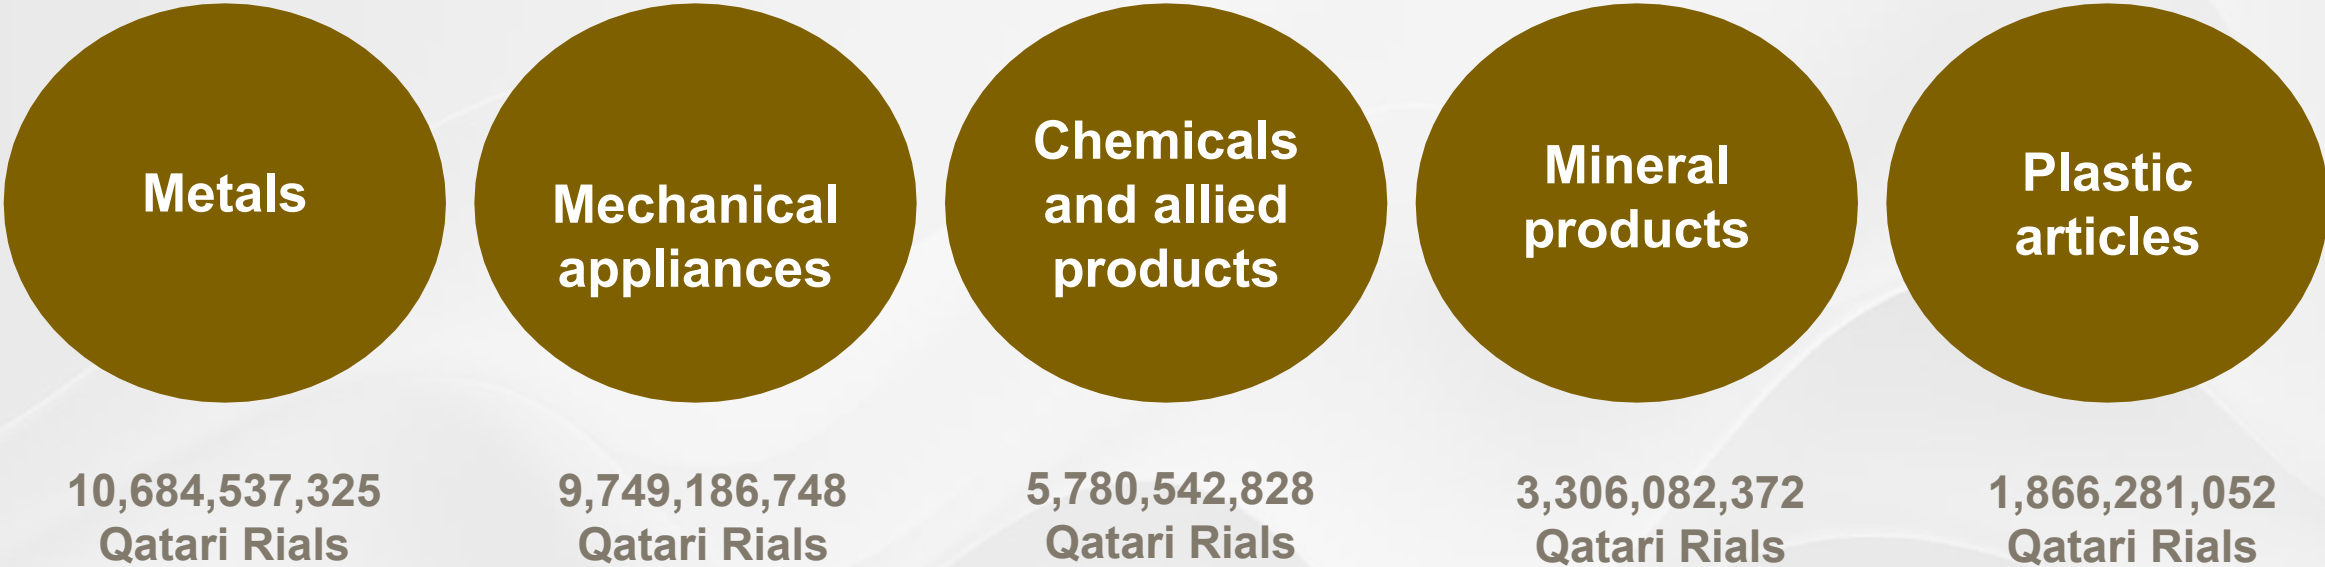 Metals
Mechanical
appliances
Chemicals
and allied
products
Mineral
products
Plastic
articles
10,684,537,325
Qatari Rials
9,749,186,748
Qatari Rials
5,780,542,828
Qatari Rials
3,306,082,372
Qatari Rials
1,866,281,052
Qatari Rials